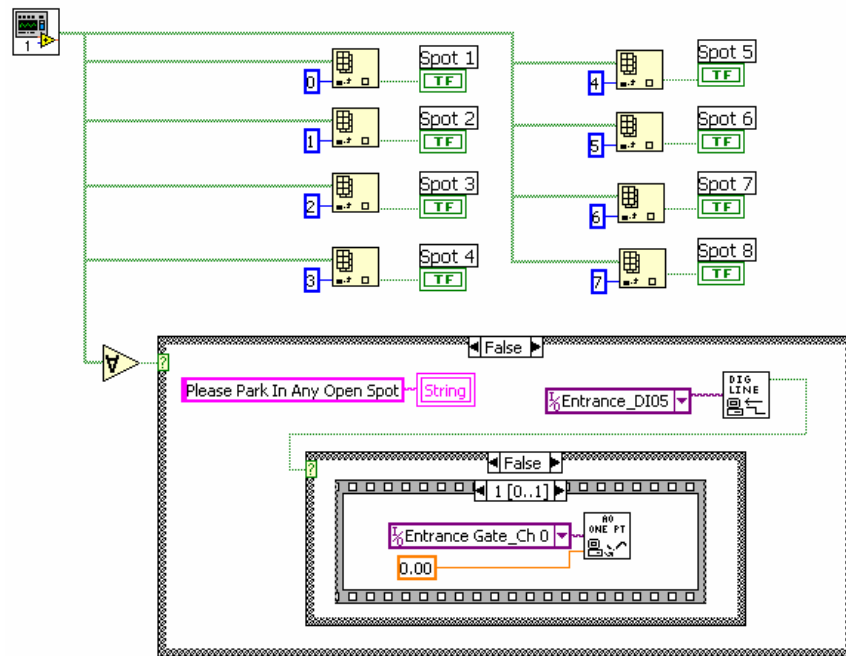 1
Spot 1
0
TF
Spot 2
1
TF
Spot 3
2
TF
Spot 4
3
TF
Spot 5
4
TF
Spot 6
5
TF
Spot 7
6
TF
Spot 8
7
TF
∀
?
False
Please Park In Any Open Spot
String
I/O Entrance_DI05
DIG
LINE
?
False
1 [0..1]
I/O Entrance Gate_Ch 0
AO
ONE PT
0.00